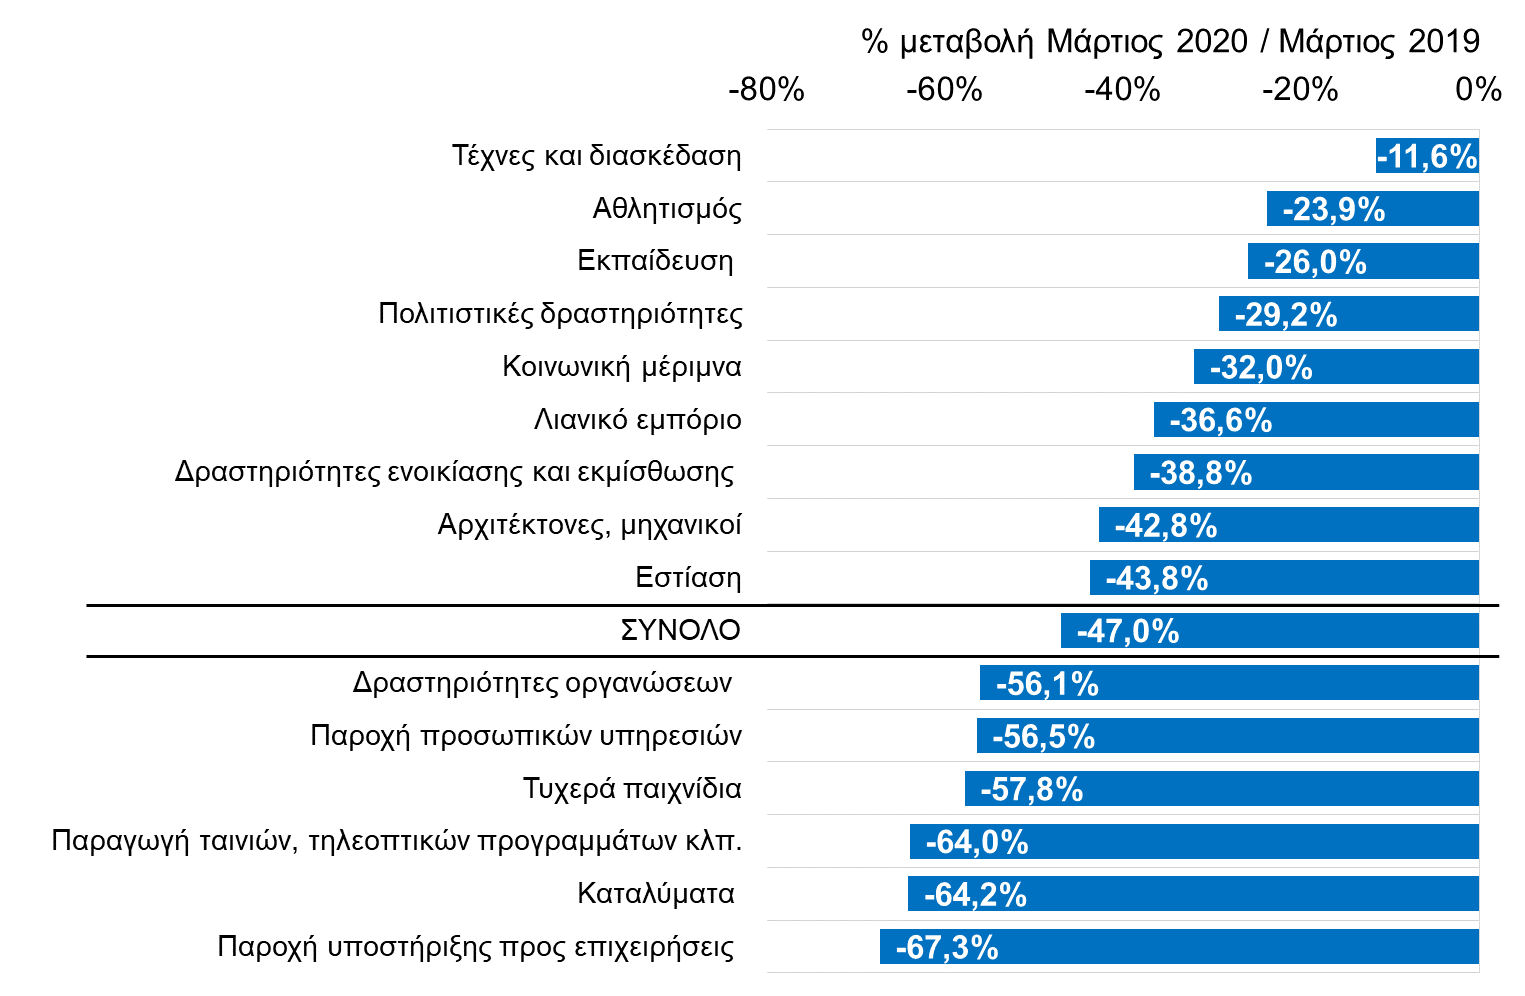 % μεταβολή Μάρτιος 2020 / Μάρτιος 2019
-80% -60% -40% -20% 0%
Τέχνες και διασκέδαση -11,6%
Αθλητισμός -23,9%
Εκπαίδευση -26,0%
Πολιτιστικές δραστηριότητες -29,2%
Κοινωνική μέριμνα -32,0%
Λιανικό εμπόριο -36,6%
Δραστηριότητες ενοικίασης και εκμίσθωσης -38,8%
Αρχιτέκτονες, μηχανικοί -42,8%
Εστίαση -43,8%
ΣΥΝΟΛΟ -47,0%
Δραστηριότητες οργανώσεων -56,1%
Παροχή προσωπικών υπηρεσιών -56,5%
Τυχερά παιχνίδια -57,8%
Παραγωγή ταινιών, τηλεοπτικών προγραμμάτων κλπ. -64,0%
Καταλύματα -64,2%
Παροχή υποστήριξης προς επιχειρήσεις -67,3%